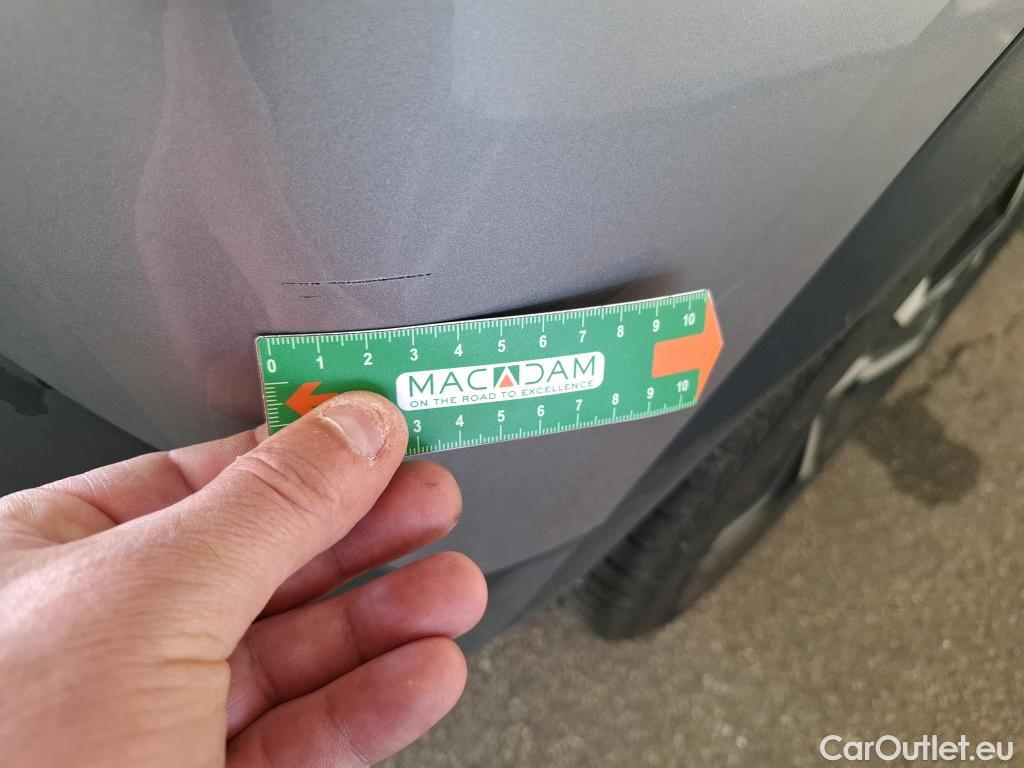 0 1 2 3 4 5 6 7 8 9 10
MACADAM
ON THE ROAD TO EXCELLENCE
3 4 5 6 7 8 9 10
CarOutlet.eu